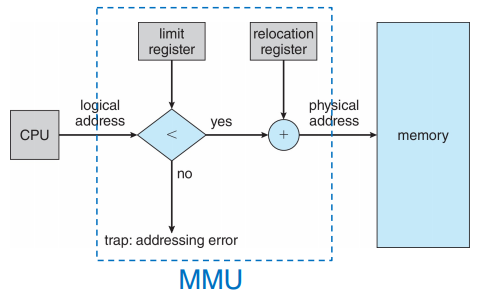 limit
register
relocation
register
logical
address
physical
address
CPU
<
yes
+
memory
no
trap: addressing error
MMU